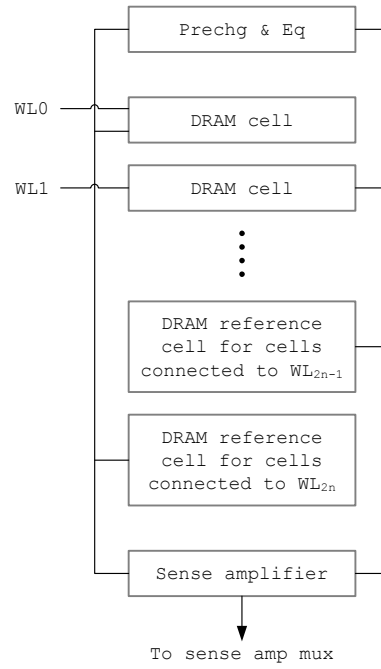 Prechg & Eq
WL0
DRAM cell
WL1
DRAM cell
DRAM reference
cell for cells
connected to WL2n-1
DRAM reference
cell for cells
connected to WL2n
Sense amplifier
To sense amp mux